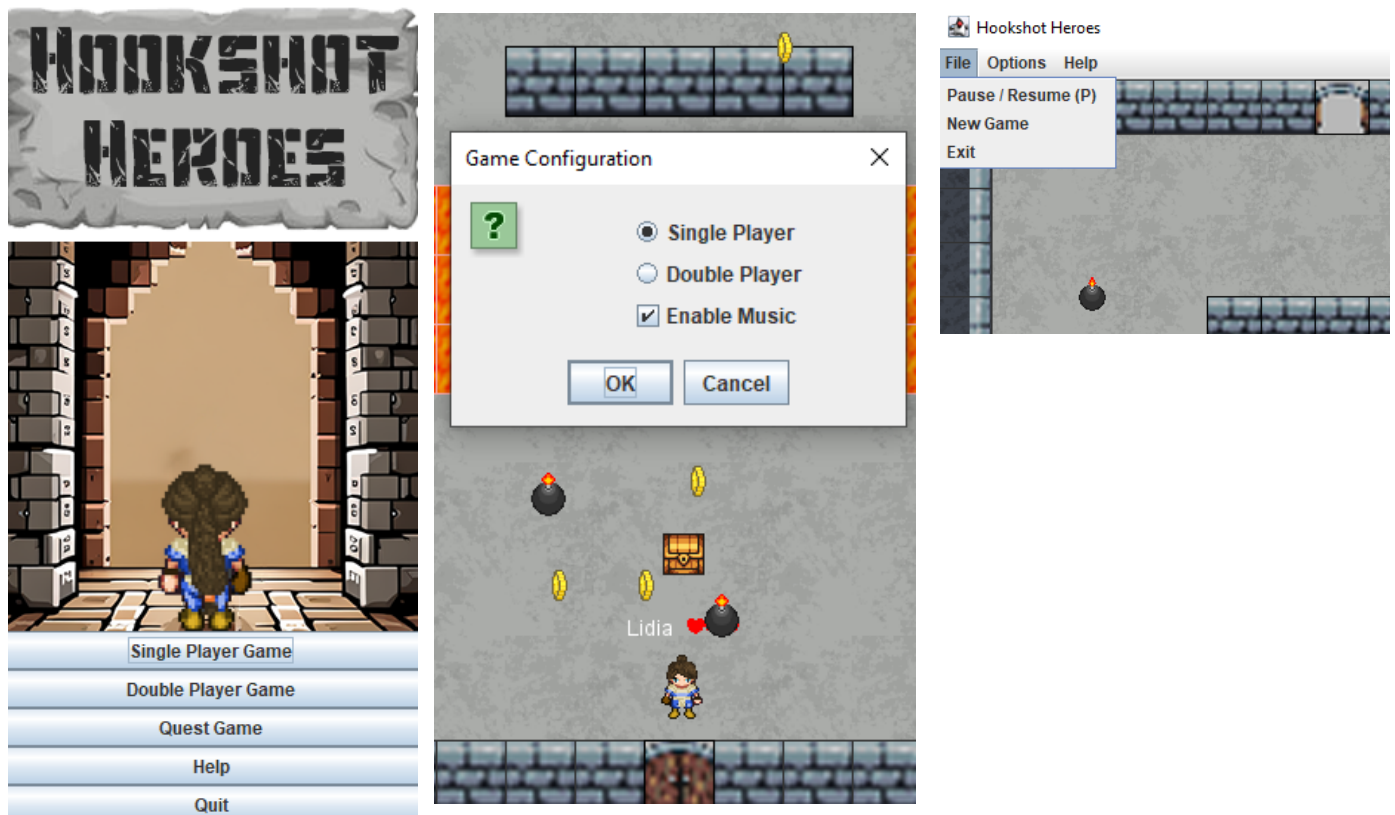 HOOKSHOT
HEROES
Single Player Game
Double Player Game
Quest Game
Help
Quit
Game Configuration
?
Single Player
Double Player
Enable Music
OK
Cancel
Lidia
Hookshot Heroes
File Options Help
Pause / Resume (P)
New Game
Exit